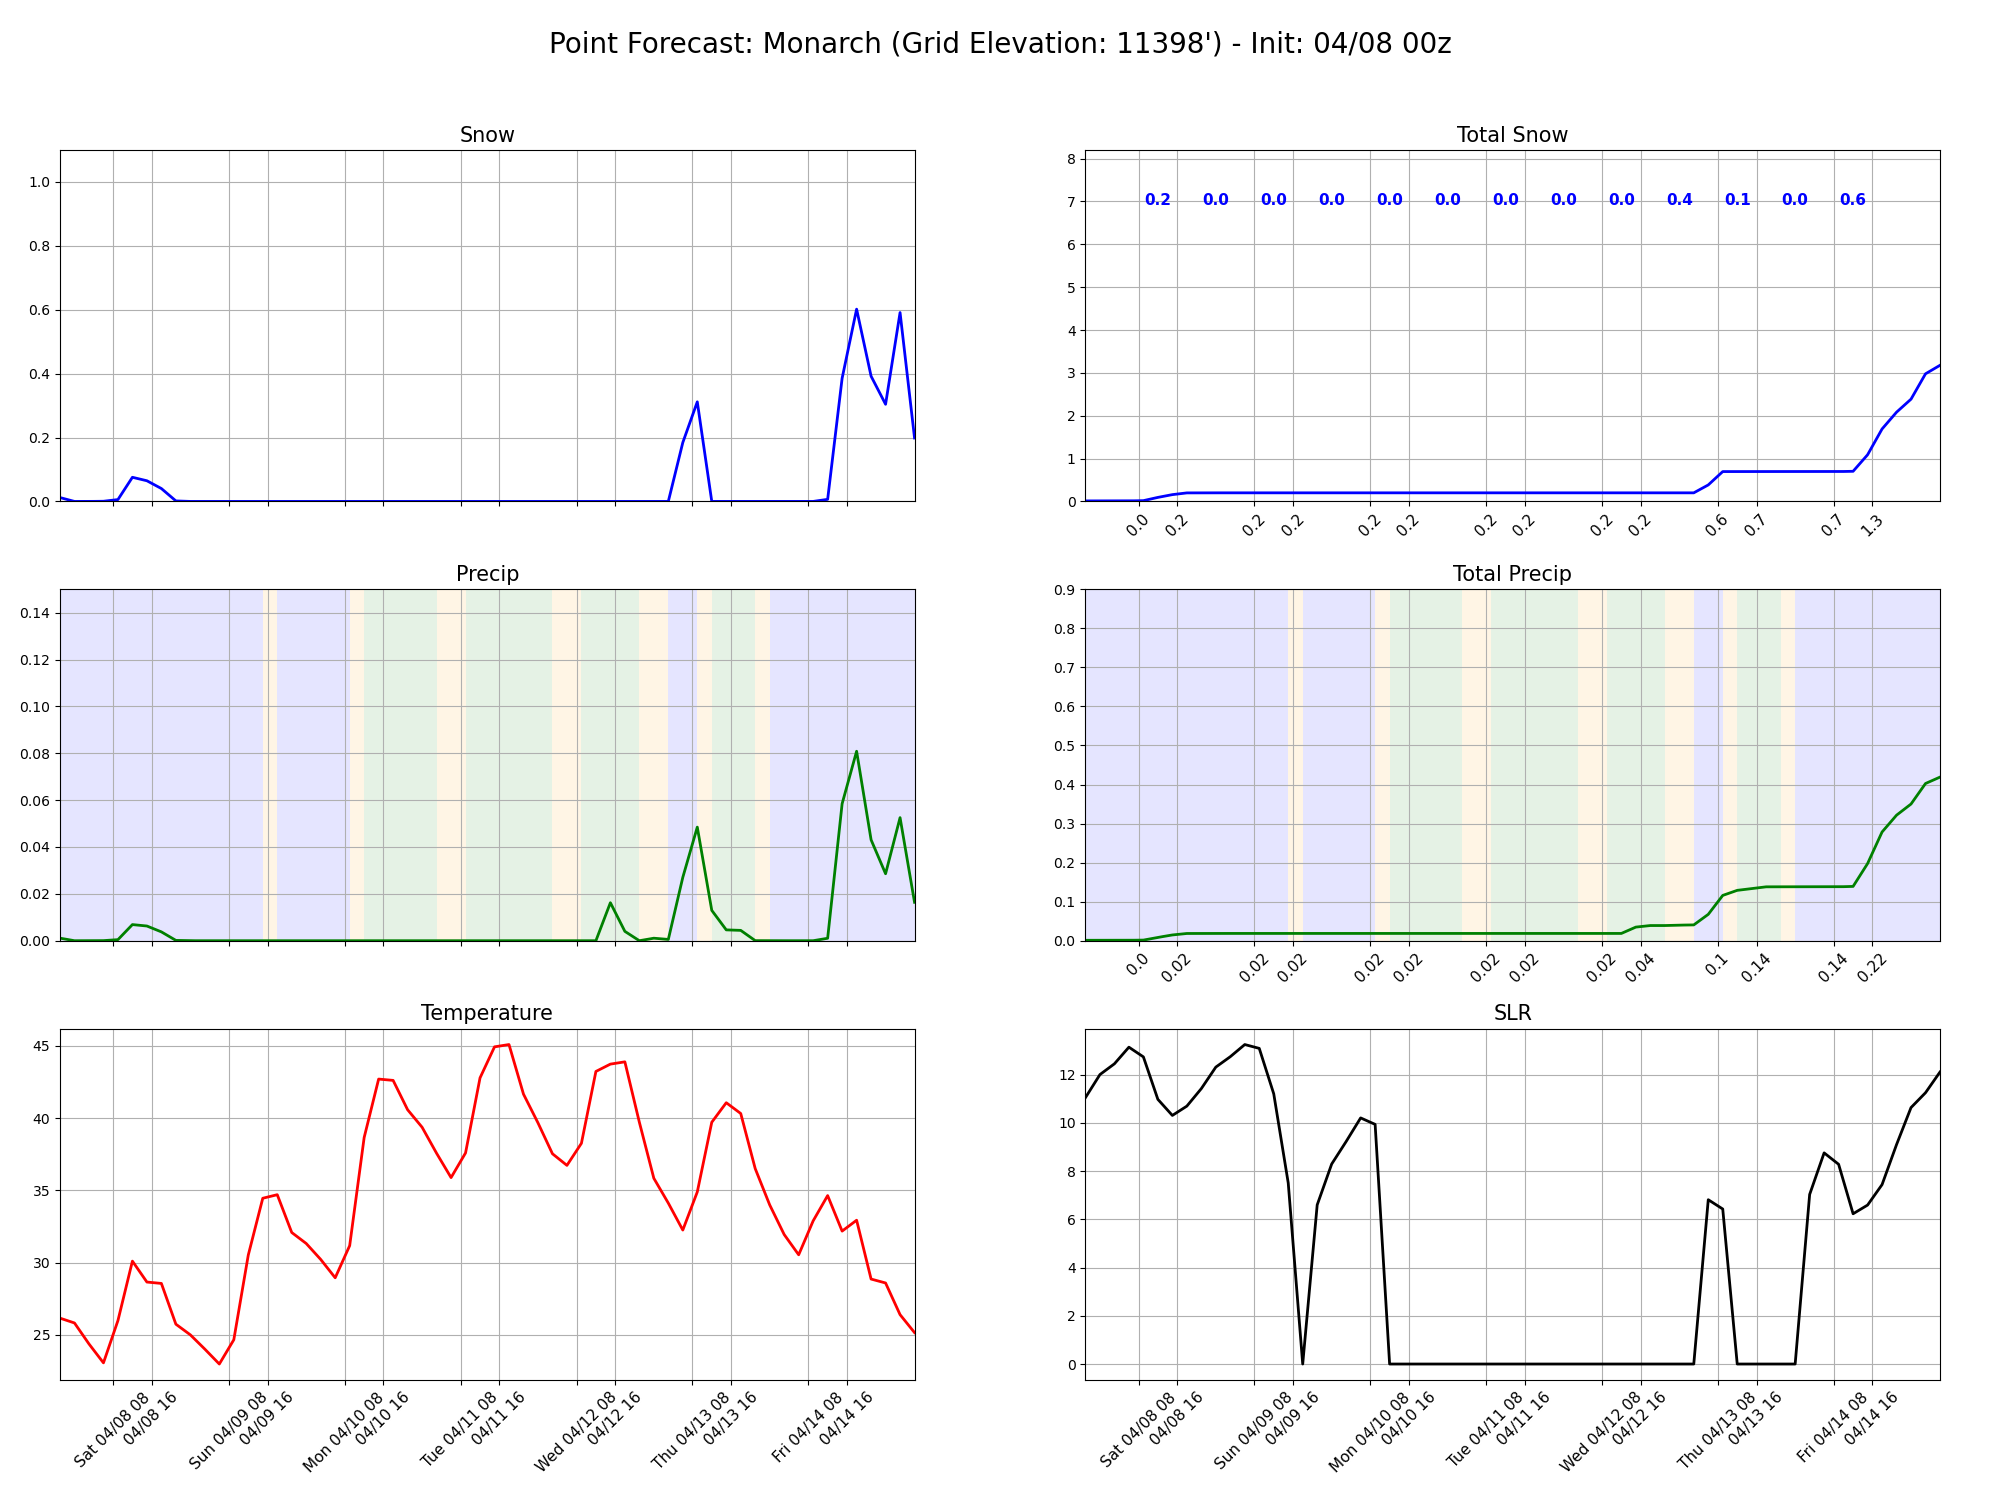 Point Forecast: Monarch (Grid Elevation: 11398') - Init: 04/08 00z
Snow
1.0
0.8
0.6
0.4
0.2
0.0
Total Snow
8
7
6
5
4
3
2
1
0
0.2 0.0 0.0 0.0 0.0 0.0 0.0 0.0 0.0 0.4 0.1 0.0 0.6
0.0 0.2 0.2 0.2 0.2 0.2 0.2 0.2 0.2 0.2 0.6 0.7 0.7 1.3
Precip
0.14
0.12
0.10
0.08
0.06
0.04
0.02
0.00
Total Precip
0.9
0.8
0.7
0.6
0.5
0.4
0.3
0.2
0.1
0.0
0.0 0.02 0.02 0.02 0.02 0.02 0.02 0.02 0.02 0.04 0.1 0.14 0.14 0.22
Temperature
45
40
35
30
25
Sat 04/08 08
04/08 16
Sun 04/09 08
04/09 16
Mon 04/10 08
04/10 16
Tue 04/11 08
04/11 16
Wed 04/12 08
04/12 16
Thu 04/13 08
04/13 16
Fri 04/14 08
04/14 16
SLR
12
10
8
6
4
2
0
Sat 04/08 08
04/08 16
Sun 04/09 08
04/09 16
Mon 04/10 08
04/10 16
Tue 04/11 08
04/11 16
Wed 04/12 08
04/12 16
Thu 04/13 08
04/13 16
Fri 04/14 08
04/14 16